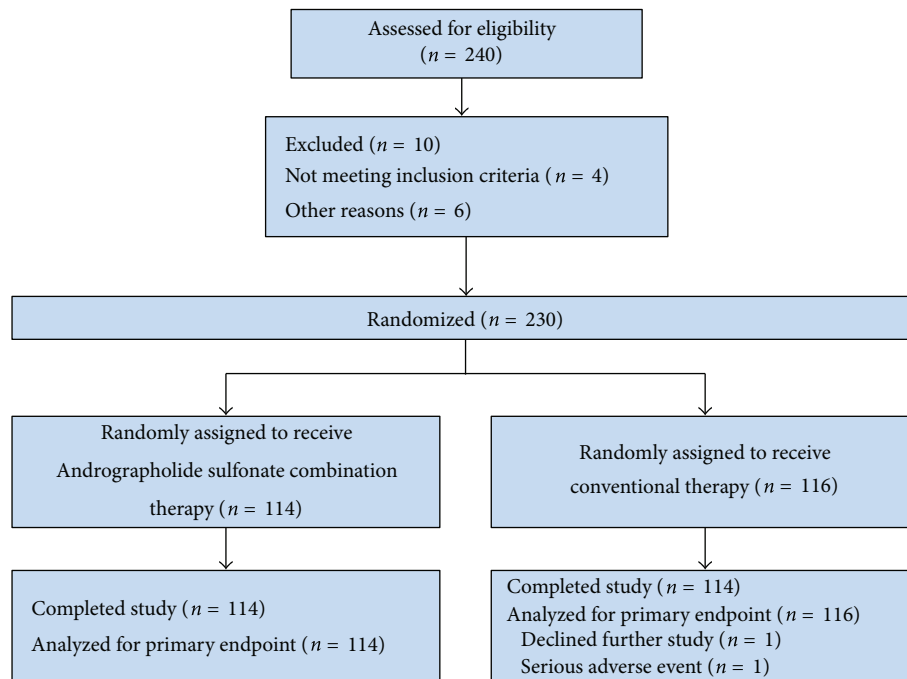 Assessed for eligibility
(n = 240)
Excluded (n = 10)
Not meeting inclusion criteria (n = 4)
Other reasons (n = 6)
Randomized (n = 230)
Randomly assigned to receive
Andrographolide sulfonate combination
therapy (n = 114)
Randomly assigned to receive
conventional therapy (n = 116)
Completed study (n = 114)
Analyzed for primary endpoint (n = 114)
Completed study (n = 114)
Analyzed for primary endpoint (n = 116)
Declined further study (n = 1)
Serious adverse event (n = 1)